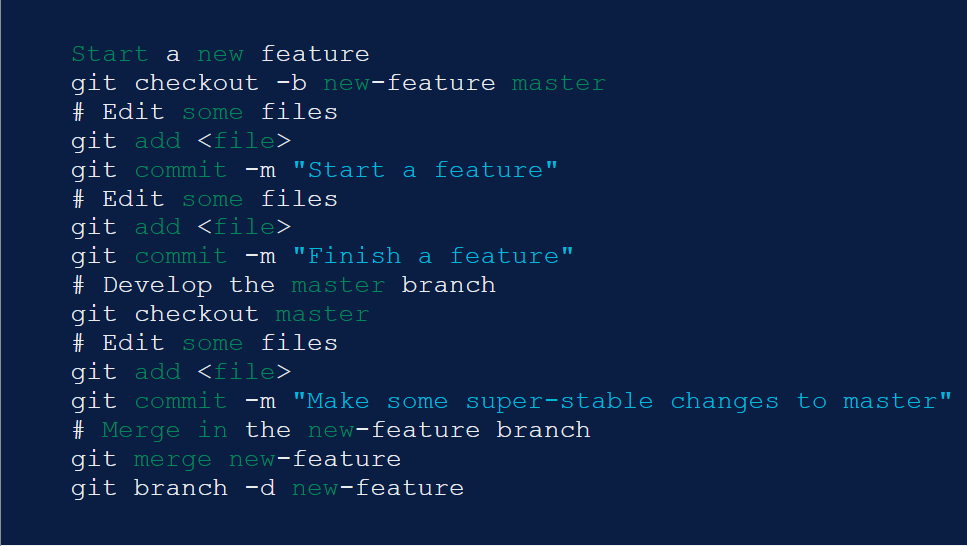 Start a new feature
git checkout -b new-feature master
# Edit some files
git add <file>
git commit -m "Start a feature"
# Edit some files
git add <file>
git commit -m "Finish a feature"
# Develop the master branch
git checkout master
# Edit some files
git add <file>
git commit -m "Make some super-stable changes to master"
# Merge in the new-feature branch
git merge new-feature
git branch -d new-feature